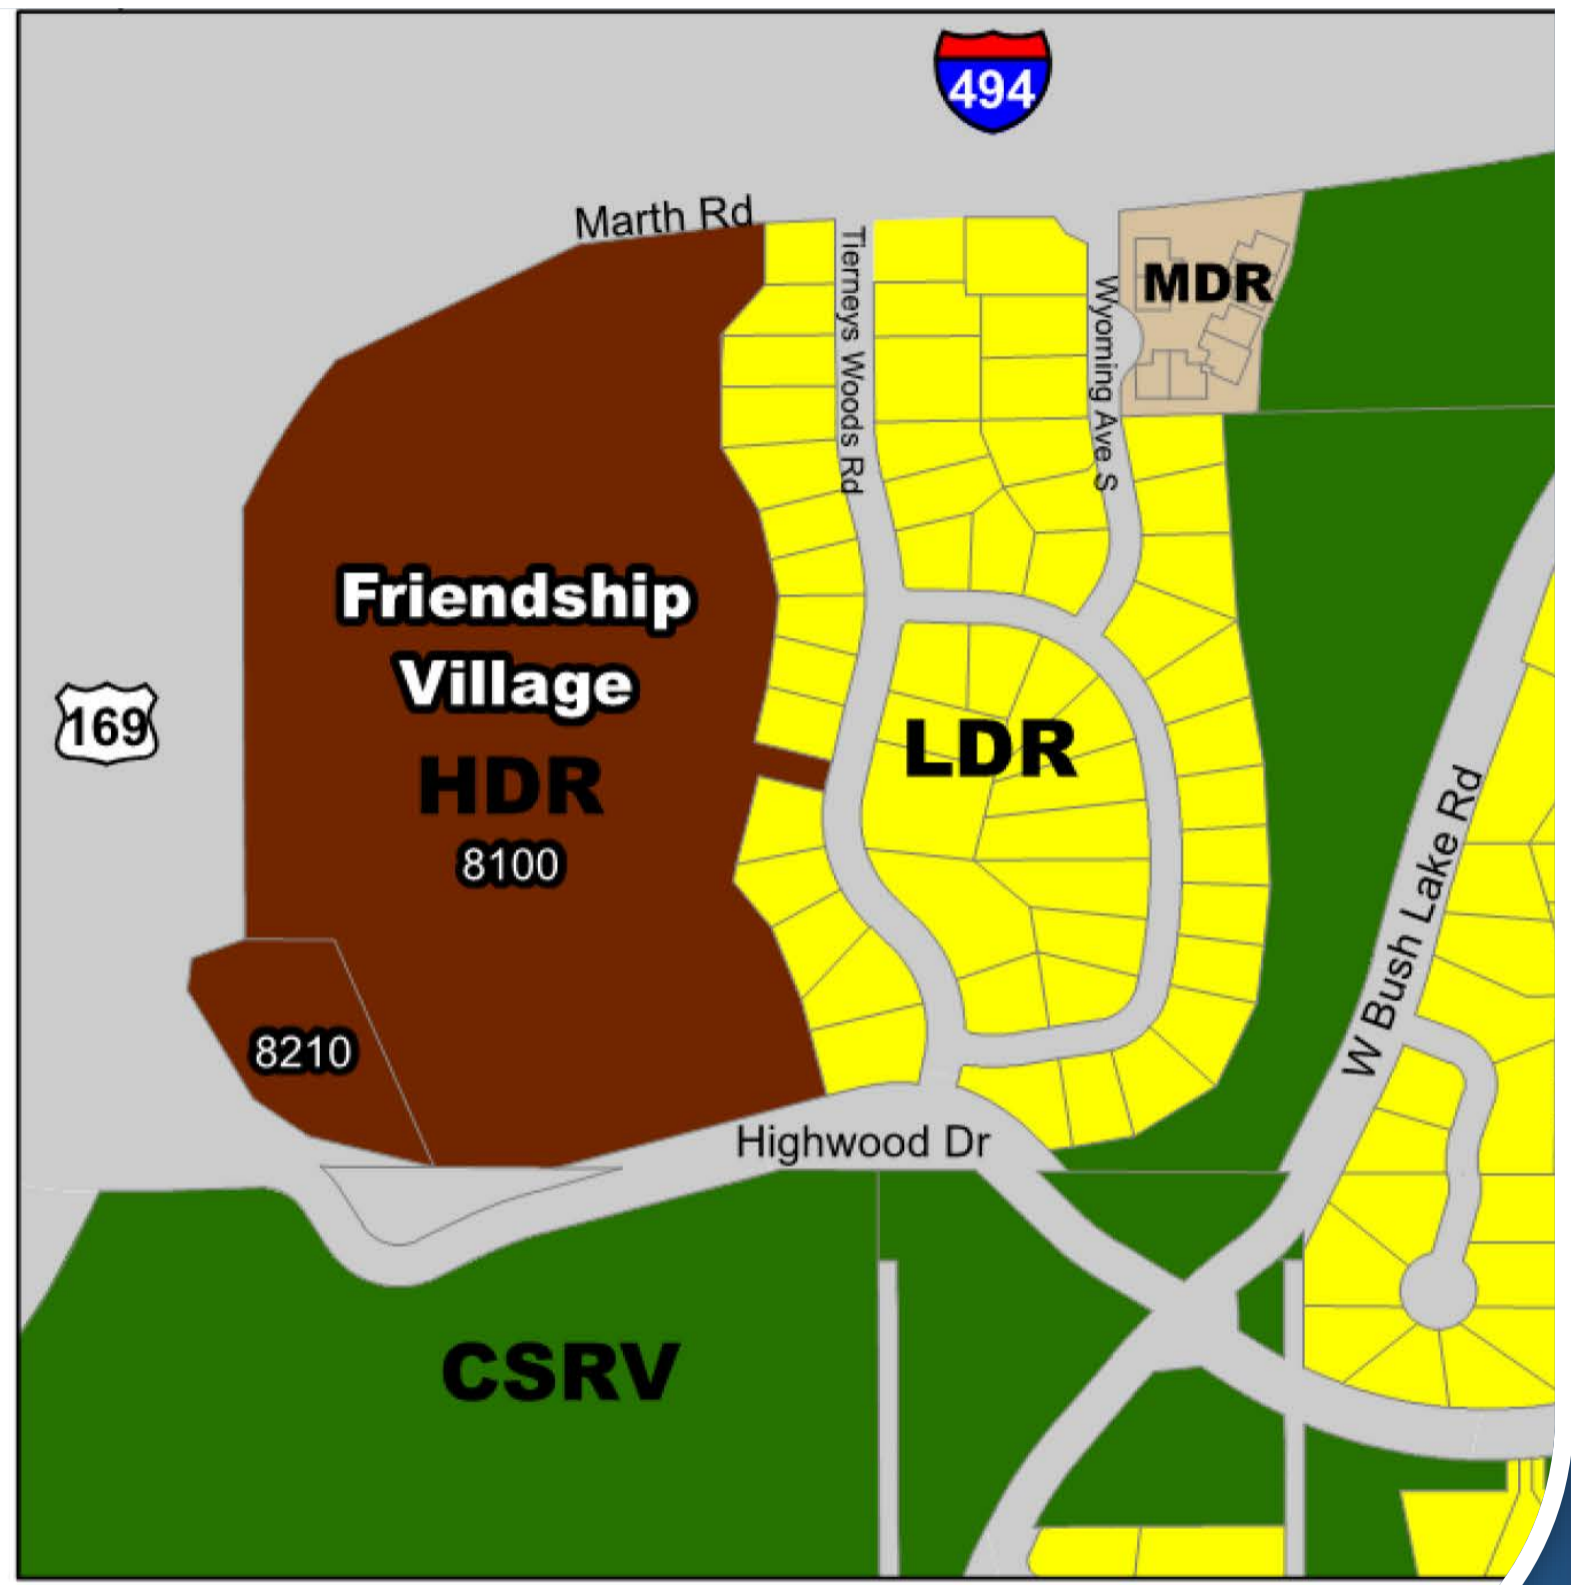 494
Marth Rd
Tierneys Woods Rd
Wyoming Ave S
MDR
Friendship
Village
HDR
8100
169
LDR
W Bush Lake Rd
8210
Highwood Dr
CSRV